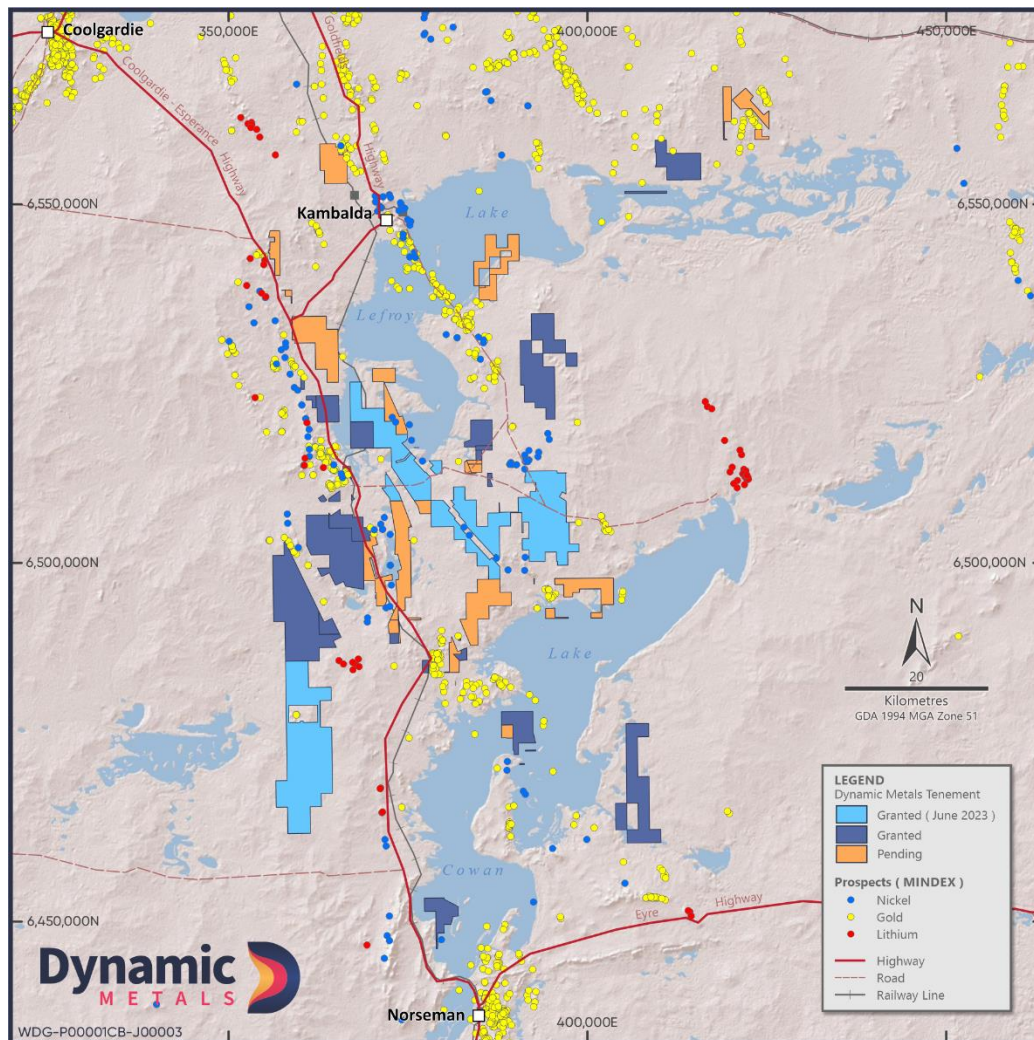 Coolgardie
350,000E
400,000E
450,000E
Goldfields
Highway
Coolgardie - Esperance
Highway
6,550,000N
6,550,000N
Kambalda
Lake
Lefroy
6,500,000N
6,500,000N
N
20
Kilometres
GDA 1994 MGA Zone 51
Lake
Cowan
LEGEND
Dynamic Metals Tenement
Granted ( June 2023 )
Granted
Pending
Prospects ( MINDEX )
Nickel
Gold
Lithium
Highway
Road
Railway Line
Eyre Highway
6,450,000N
6,450,000N
Dynamic
METALS
Norseman
400,000E
WDG-P00001CB-J00003